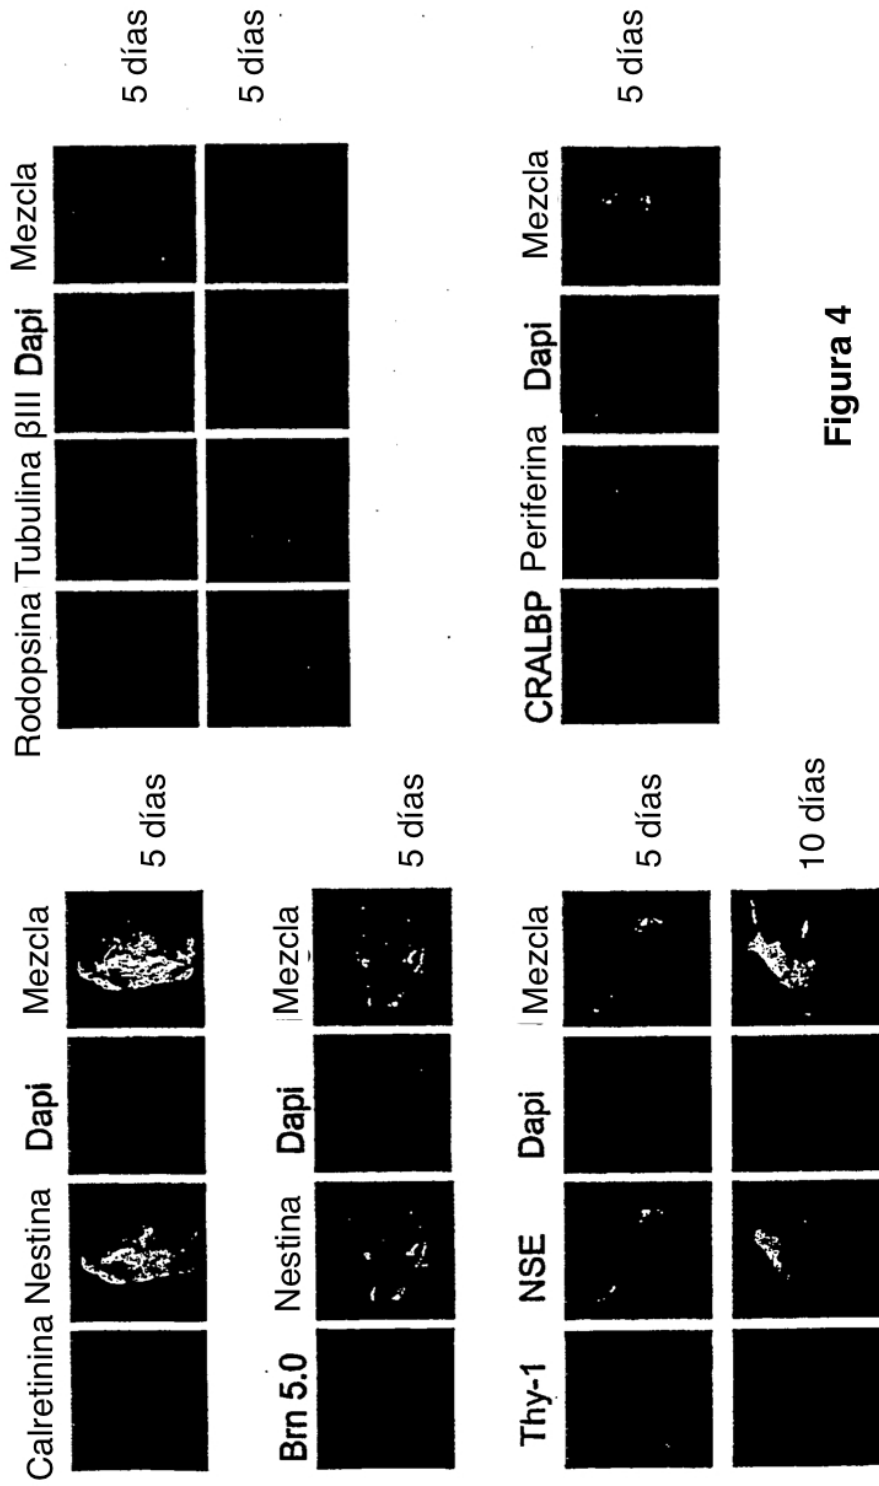 Calretinina Nestina Dapi Mezcla
5 días
Brn 5.0 Nestina Dapi Mezcla
5 días
Thy-1 NSE Dapi Mezcla
5 días
10 días
Rodopsina Tubulina βIII Dapi Mezcla
5 días
5 días
CRALBP Periferina Dapi Mezcla
5 días
Figura 4